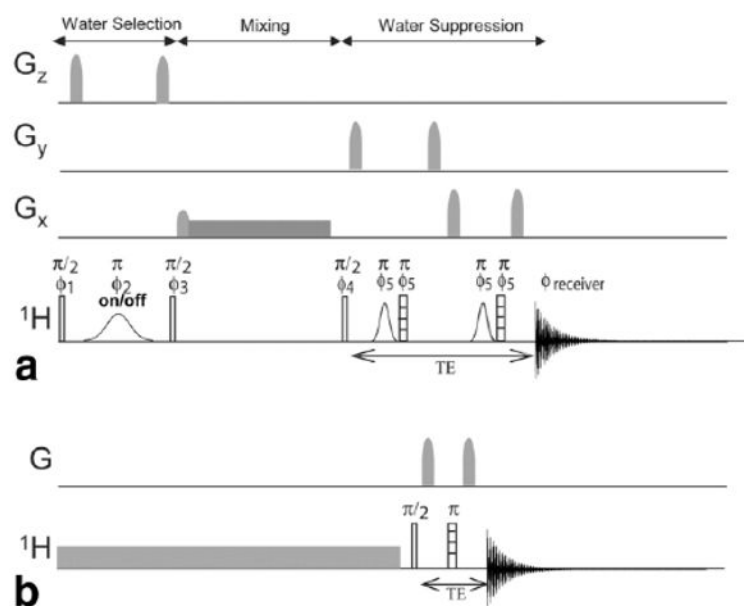 Water Selection Mixing Water Suppression
Gz
Gy
Gx
π/2 π π/2 π/2 π π π π
ϕ1 ϕ2 ϕ3 ϕ4 ϕ5 ϕ5 ϕ5 ϕ5 ϕ receiver
on/off
1H
TE
a
G
π/2 π
1H
TE
b